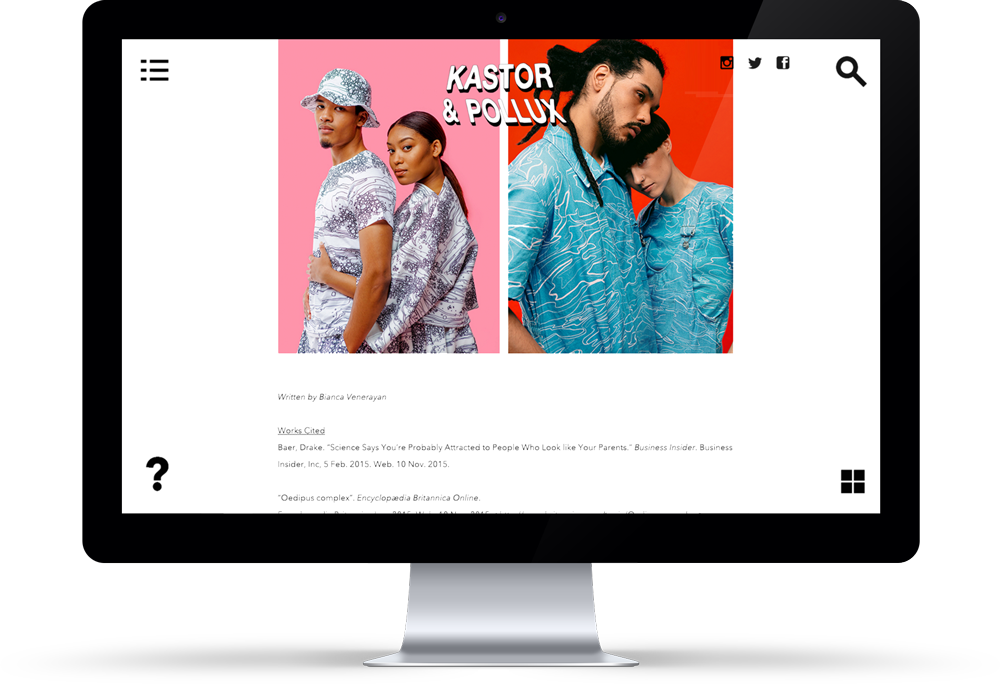 KASTOR
& POLLUX
Written by Bianca Venerayan
Works Cited
Baer, Drake. "Science Says You're Probably Attracted to People Who Look like Your Parents." Business Insider. Business
Insider, Inc, 5 Feb. 2015. Web. 10 Nov. 2015.
"Oedipus complex". Encyclopædia Britannica Online.